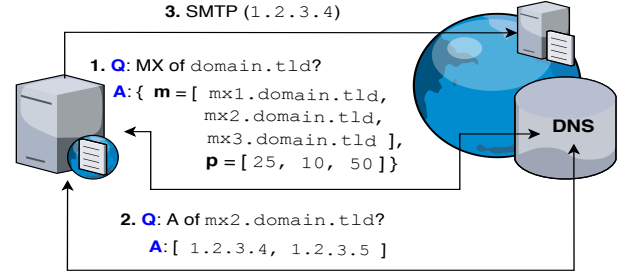 3. SMTP (1.2.3.4)
1. Q: MX of domain.tld?
A: { m = [ mx1.domain.tld,
mx2.domain.tld,
mx3.domain.tld ],
p = [ 25, 10, 50 ] }
DNS
2. Q: A of mx2.domain.tld?
A: [ 1.2.3.4, 1.2.3.5 ]